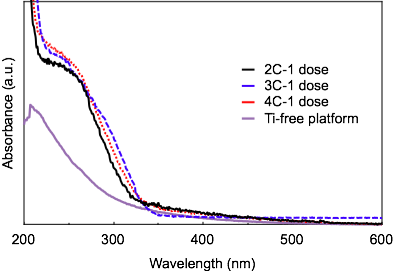 Absorbance (a.u.)
2C-1 dose
3C-1 dose
4C-1 dose
Ti-free platform
200 300 400 500 600
Wavelength (nm)